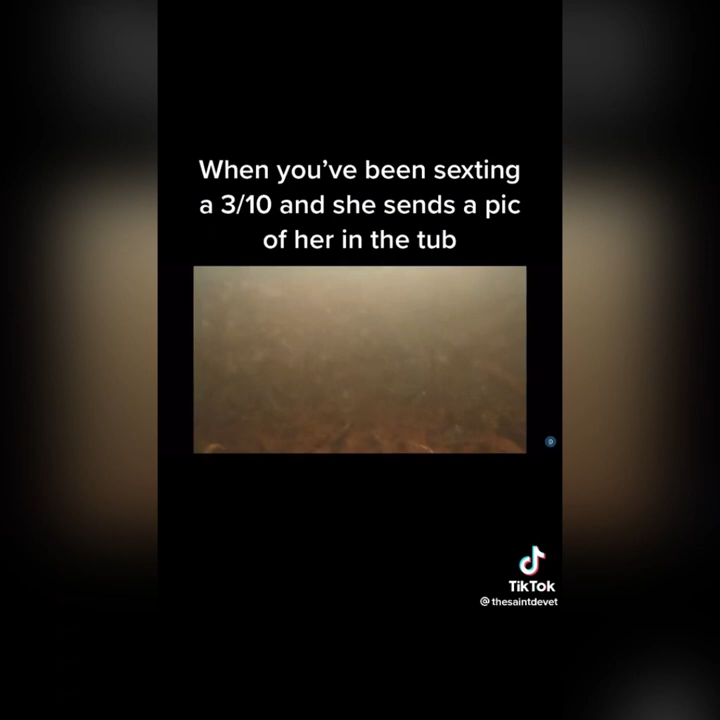 When you’ve been sexting
a 3/10 and she sends a pic
of her in the tub
TikTok
@thesaintdevet